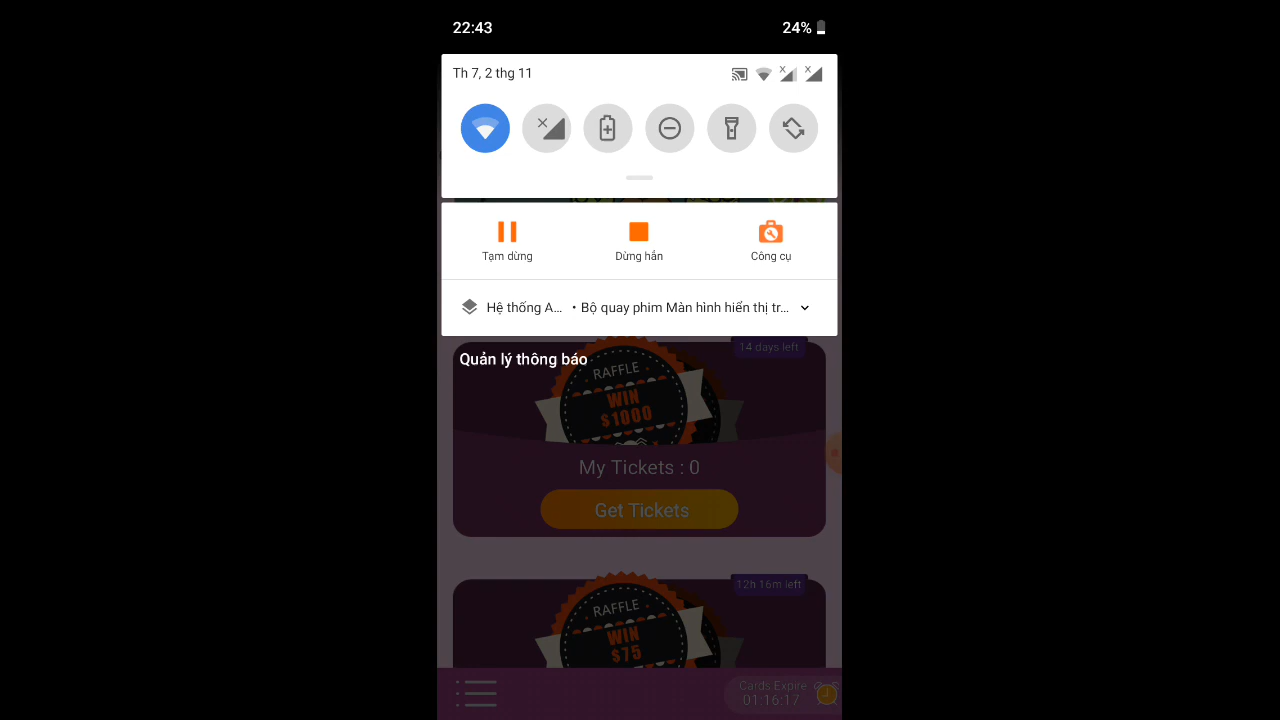 22:43
24%
Th 7, 2 thg 11
Tạm dừng
Dừng hẳn
Công cụ
Hệ thống A... • Bộ quay phim Màn hình hiển thị tr...
14 days left
Quản lý thông báo
RAFFLE
WIN
$1000
My Tickets : 0
Get Tickets
12h 16m left
RAFFLE
WIN
$75
Cards Expire
01:16:17